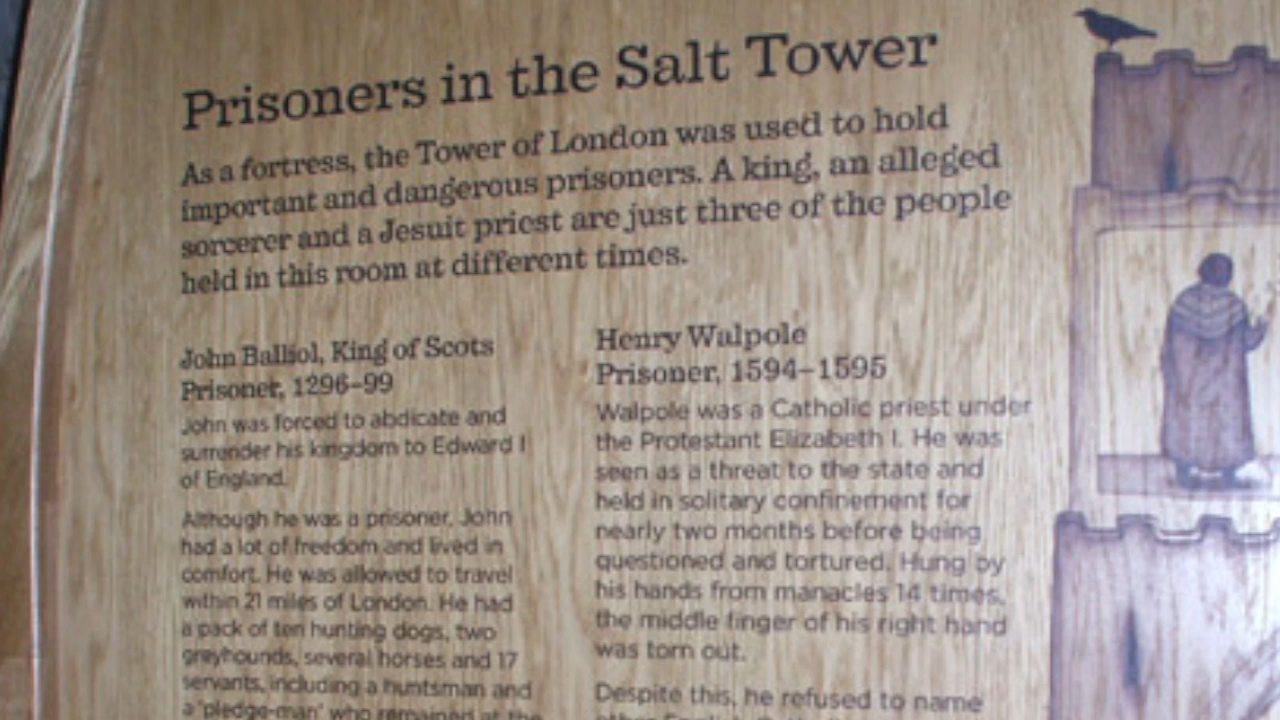 Prisoners in the Salt Tower
As a fortress, the Tower of London was used to hold
important and dangerous prisoners. A king, an alleged
sorcerer and a Jesuit priest are just three of the people
held in this room at different times.
John Balliol, King of Scots
Prisoner, 1296–99
John was forced to abdicate and
surrender his kingdom to Edward I
of England.
Although he was a prisoner, John
had a lot of freedom and lived in
comfort. He was allowed to travel
within 21 miles of London. He had
a pack of ten hunting dogs, two
greyhounds, several horses and 17
servants, including a huntsman and
a 'pledge-man' who remained at the
Henry Walpole
Prisoner, 1594–1595
Walpole was a Catholic priest under
the Protestant Elizabeth I. He was
seen as a threat to the state and
held in solitary confinement for
nearly two months before being
questioned and tortured. Hung by
his hands from manacles 14 times,
the middle finger of his right hand
was torn out.
Despite this, he refused to name